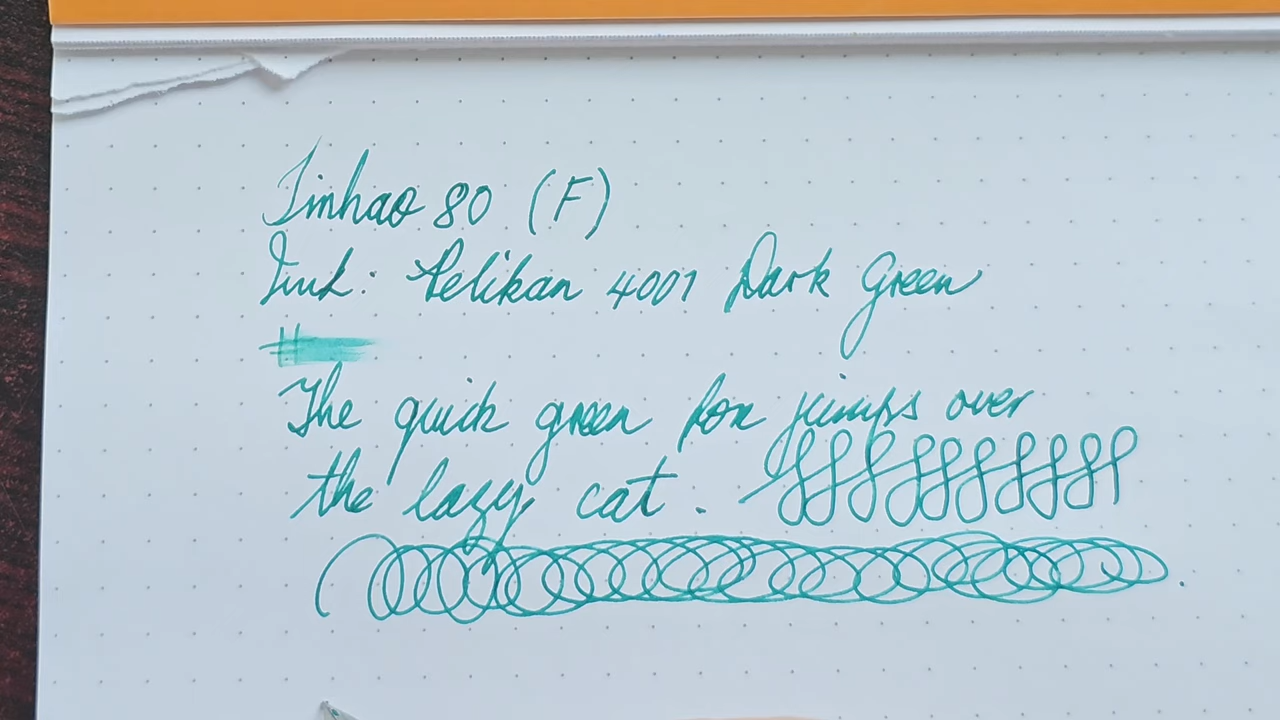 Jinhao 80 (F)
Ink: Pelikan 4001 Dark Green
The quick green fox jumps over
the lazy cat.